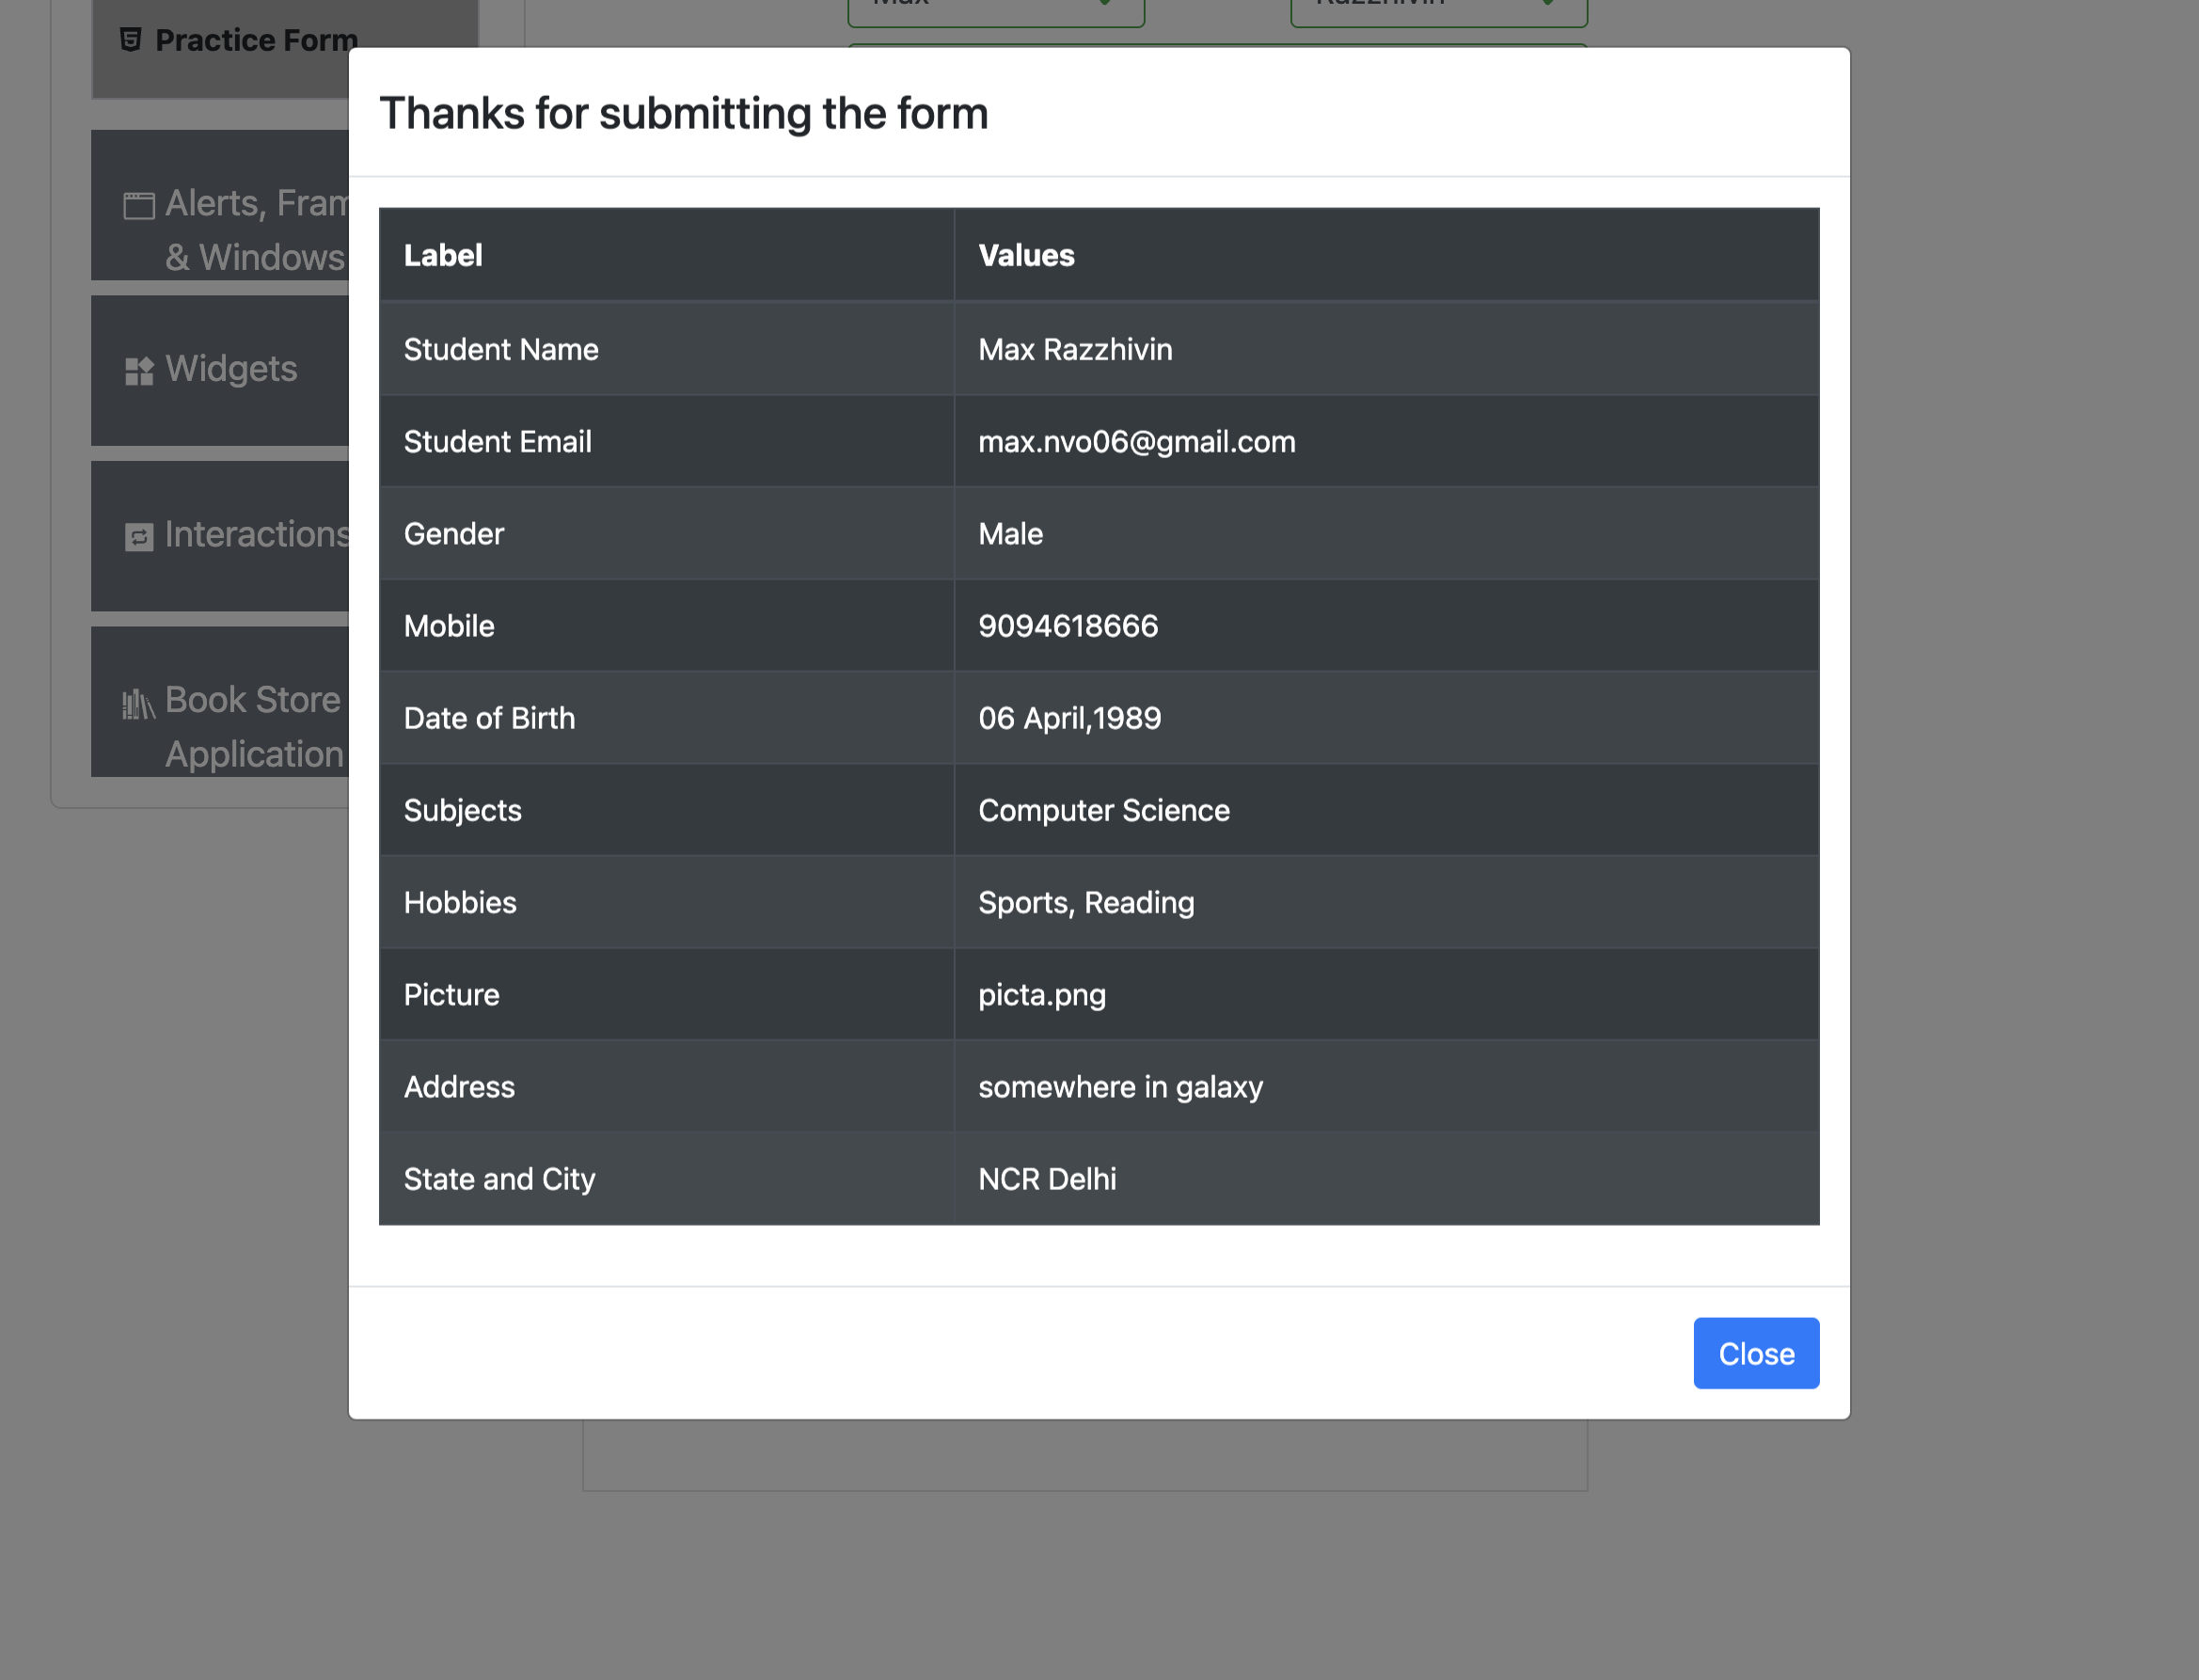 Max Razzhivin
Practice Form
Thanks for submitting the form
Alerts, Fram
& Windows
Widgets
Interactions
Book Store
Application
Label Values
Student Name Max Razzhivin
Student Email max.nvo06@gmail.com
Gender Male
Mobile 9094618666
Date of Birth 06 April,1989
Subjects Computer Science
Hobbies Sports, Reading
Picture picta.png
Address somewhere in galaxy
State and City NCR Delhi
Close